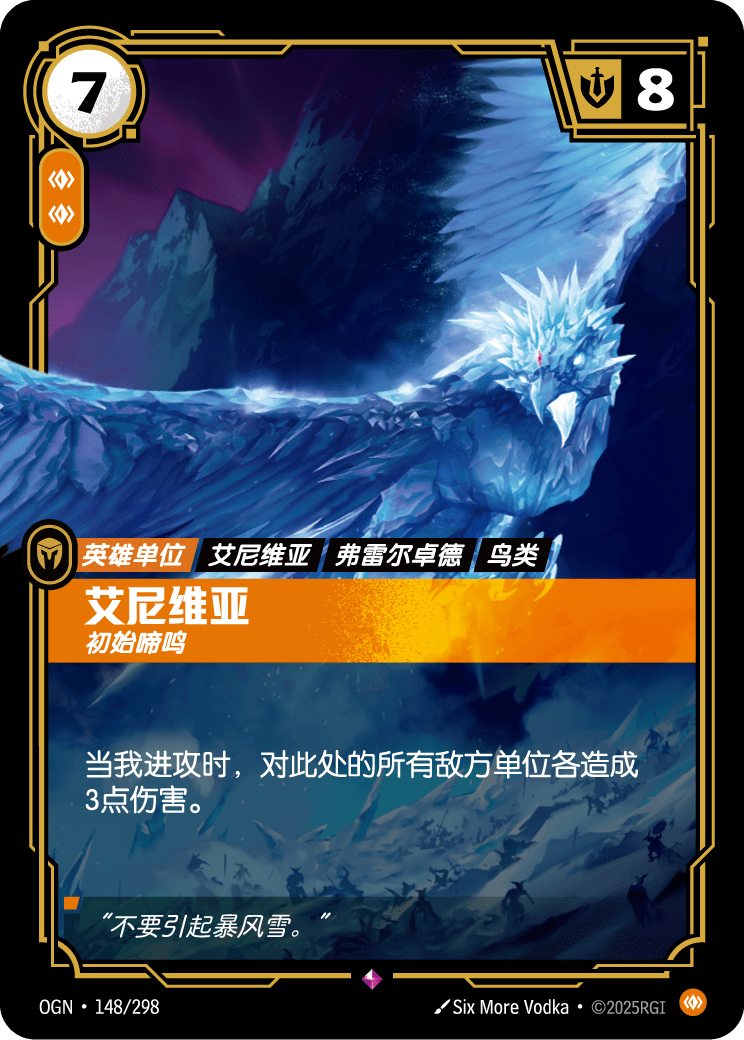 7
8
英雄单位 艾尼维亚 弗雷尔卓德 鸟类
艾尼维亚
初始啼鸣
当我进攻时，对此处的所有敌方单位各造成
3点伤害。
“不要引起暴风雪。”
OGN • 148/298
Six More Vodka • ©2025RGI